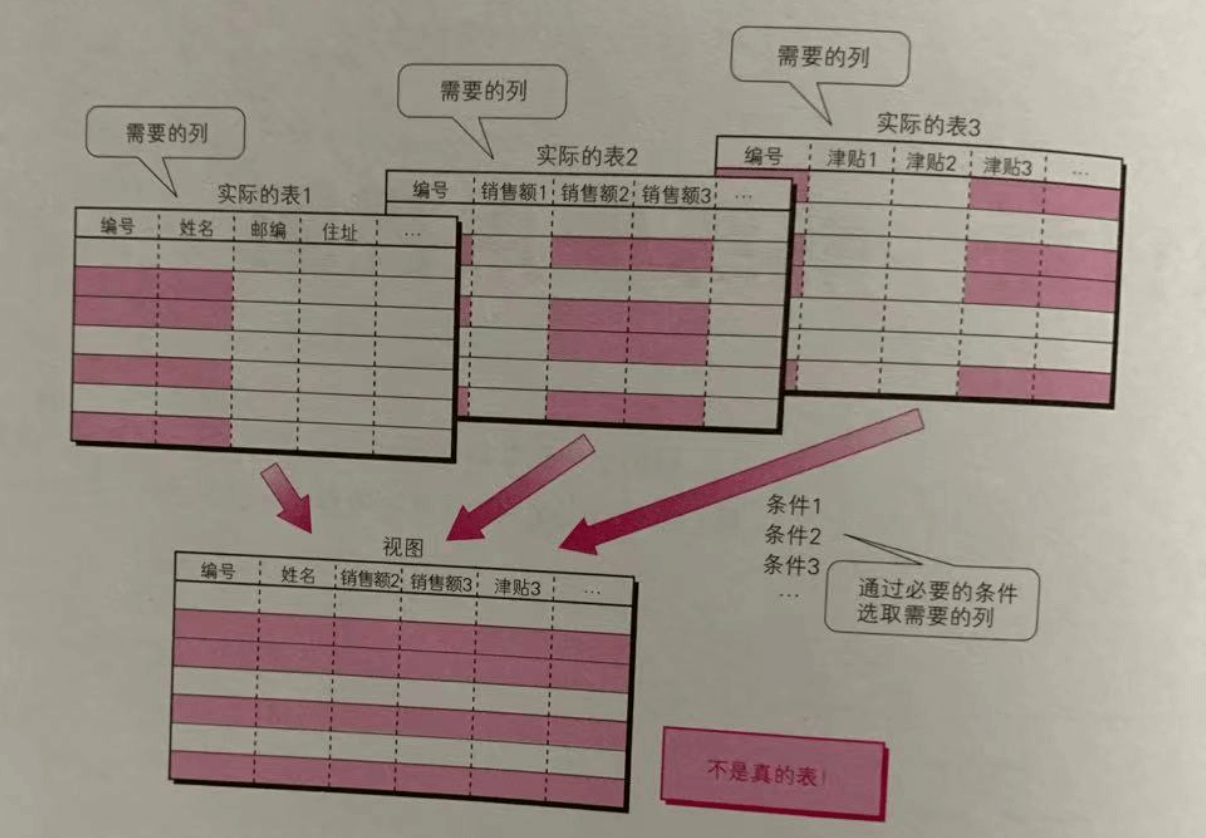 需要的列
需要的列
需要的列
实际的表1
编号 姓名 邮编 住址 …
实际的表2
编号 销售额1 销售额2 销售额3 …
实际的表3
编号 津贴1 津贴2 津贴3 …
视图
编号 姓名 销售额2 销售额3 津贴3 …
条件1
条件2
条件3
…
通过必要的条件
选取需要的列
不是真的表!